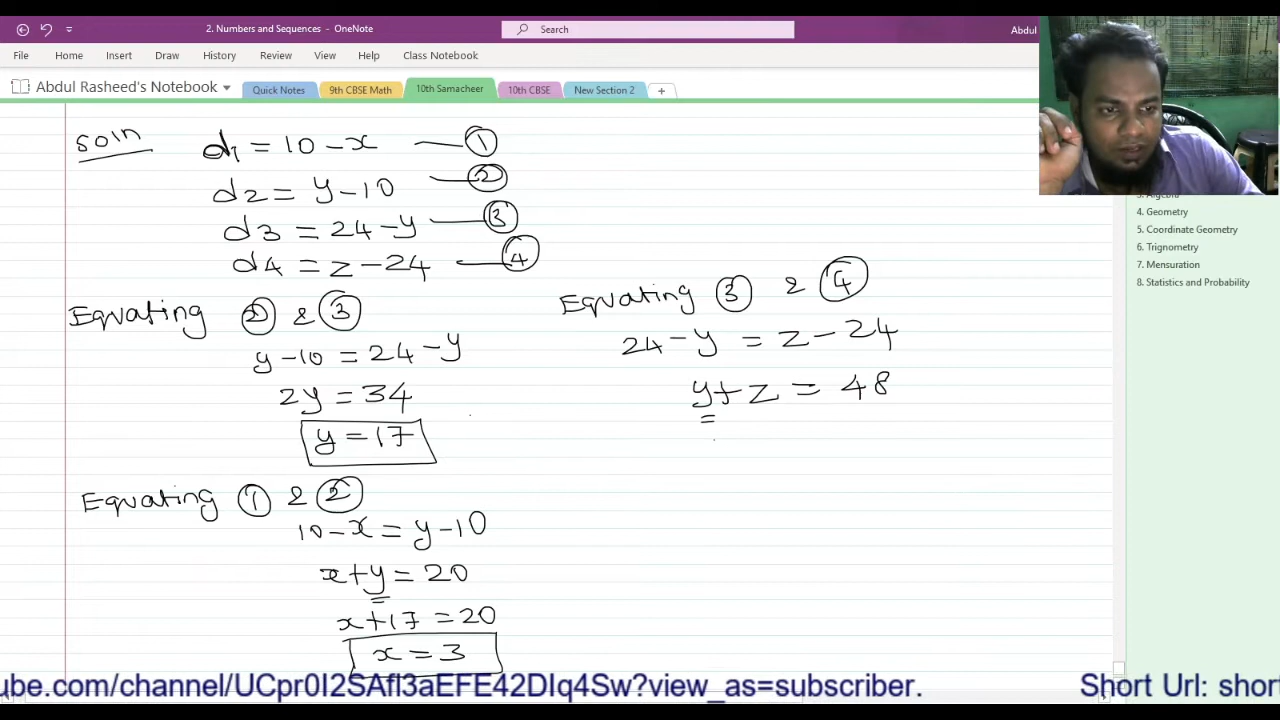 2. Numbers and Sequences - OneNote
Search
Abdul
File Home Insert Draw History Review View Help Class Notebook
Abdul Rasheed's Notebook
Quick Notes 9th CBSE Math 10th Samacheer 10th CBSE New Section 2
Soln d1 = 10 - x — 1
d2 = y - 10 — 2
d3 = 24 - y — 3
d4 = z - 24 — 4
Equating 2 & 3
y - 10 = 24 - y
2y = 34
y = 17
Equating 1 & 2
10 - x = y - 10
x + y = 20
x + 17 = 20
x = 3
Equating 3 & 4
24 - y = z - 24
y + z = 48
3. Algebra
4. Geometry
5. Coordinate Geometry
6. Trignometry
7. Mensuration
8. Statistics and Probability
ube.com/channel/UCpr0I2SAfI3aEFE42DIq4Sw?view_as=subscriber. Short Url: short